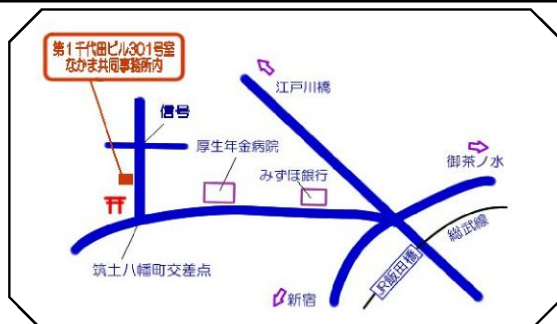 第1千代田ビル301号室
なかま共同事務所内
信号
江戸川橋
厚生年金病院
みずほ銀行
御茶ノ水
総武線
JR飯田橋
筑土八幡町交差点
新宿